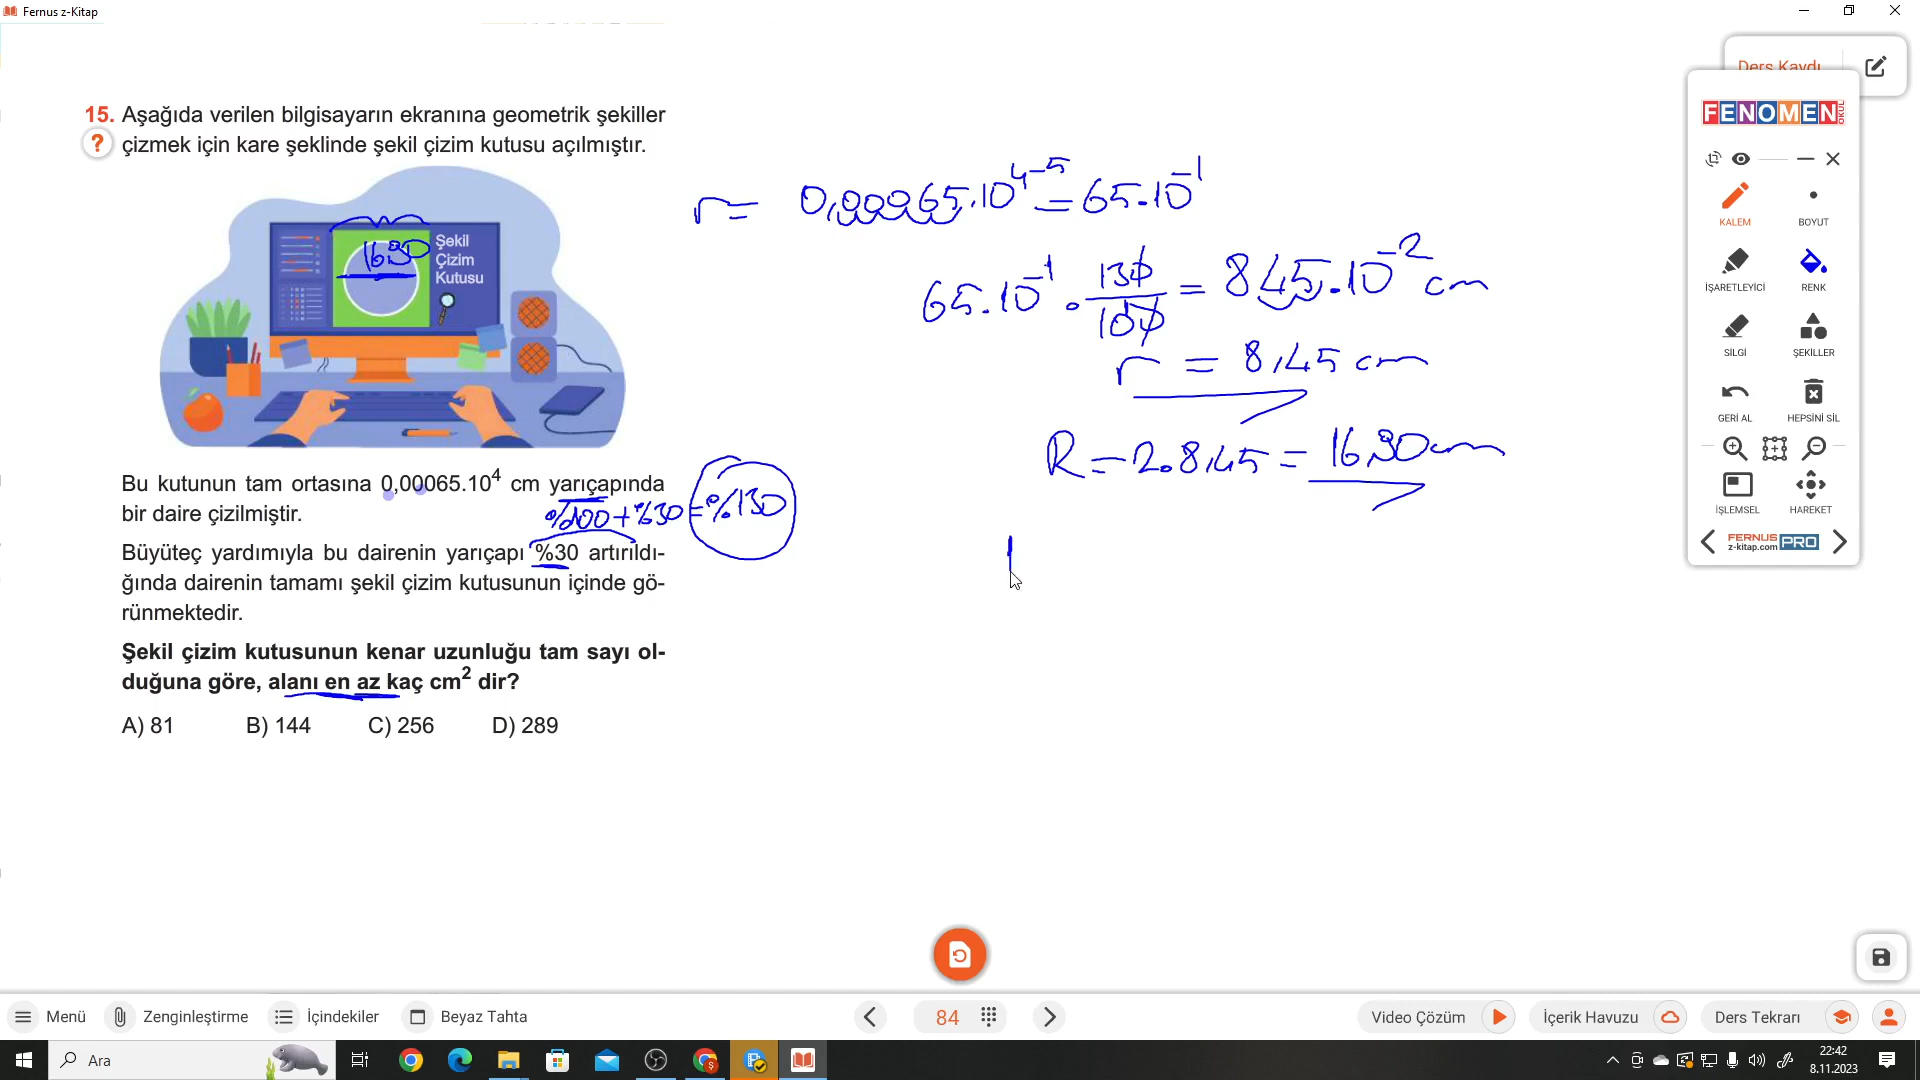 Fernus z-Kitap
Ders Kaydı
FENOMEN OKUL
15. Aşağıda verilen bilgisayarın ekranına geometrik şekiller
? çizmek için kare şeklinde şekil çizim kutusu açılmıştır.
16,90
Şekil
Çizim
Kutusu
r = 0,00065.10⁴⁻⁵ = 65.10⁻¹
65.10⁻¹ . 130/100 = 845.10⁻² cm
r = 8,45 cm
R = 2.8,45 = 16,90 cm
Bu kutunun tam ortasına 0,00065.10⁴ cm yarıçapında
bir daire çizilmiştir.
%100 + %30 = %130
Büyüteç yardımıyla bu dairenin yarıçapı %30 artırıldı-
ğında dairenin tamamı şekil çizim kutusunun içinde gö-
rünmektedir.
Şekil çizim kutusunun kenar uzunluğu tam sayı ol-
duğuna göre, alanı en az kaç cm² dir?
A) 81 B) 144 C) 256 D) 289
KALEM BOYUT
İŞARETLEYİCİ RENK
SİLGİ ŞEKİLLER
GERİ AL HEPSİNİ SİL
İŞLEMSEL HAREKET
FERNUS
z-kitap.com PRO
Menü Zenginleştirme İçindekiler Beyaz Tahta 84 Video Çözüm İçerik Havuzu Ders Tekrarı
Ara
22:42
8.11.2023